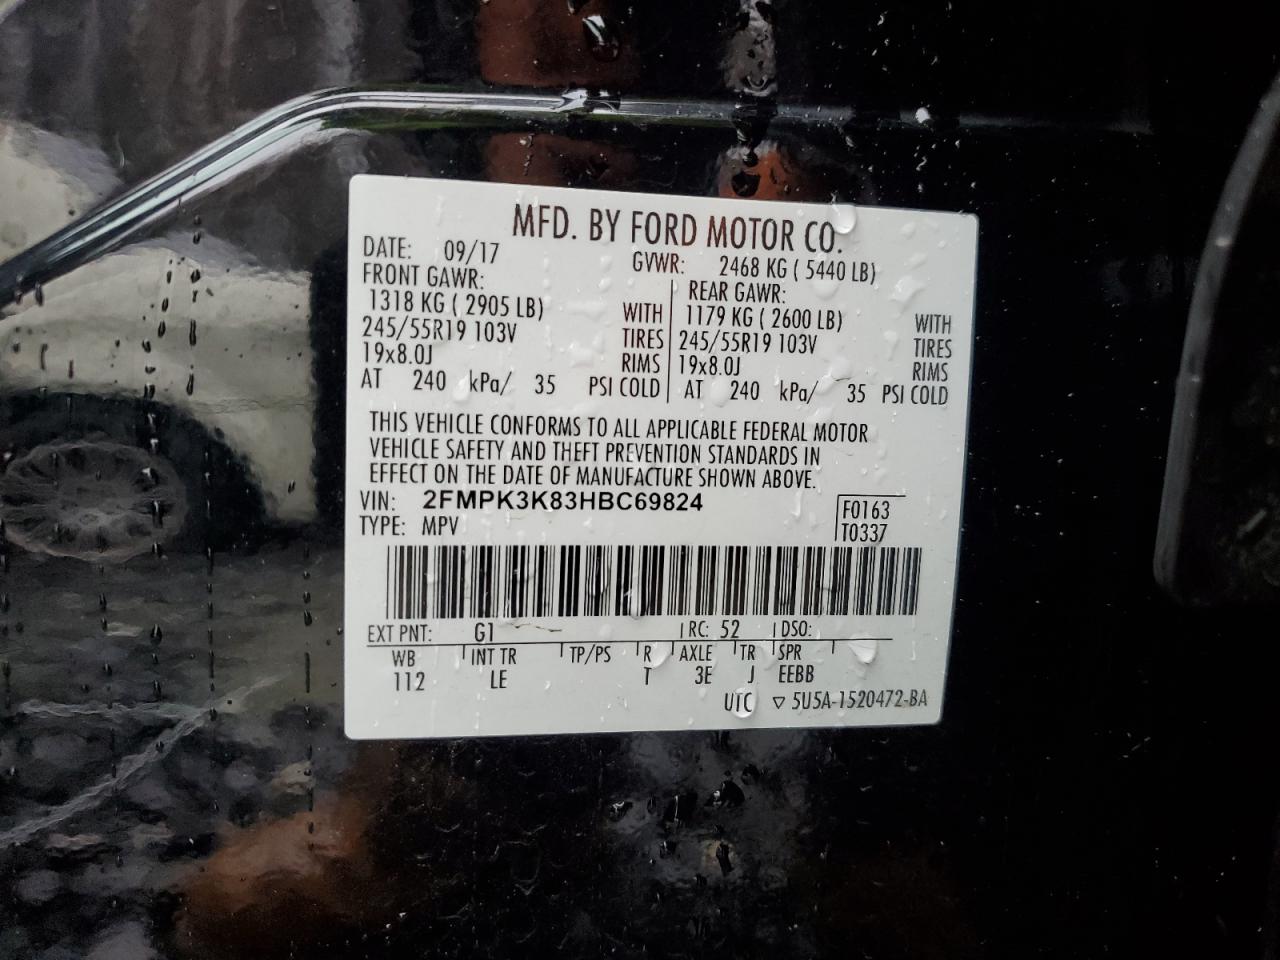 MFD. BY FORD MOTOR CO.
DATE: 09/17 GVWR: 2468 KG ( 5440 LB)
FRONT GAWR: REAR GAWR:
1318 KG ( 2905 LB) WITH 1179 KG ( 2600 LB) WITH
245/55R19 103V TIRES 245/55R19 103V TIRES
19x8.0J RIMS 19x8.0J RIMS
AT 240 kPa/ 35 PSI COLD AT 240 kPa/ 35 PSI COLD
THIS VEHICLE CONFORMS TO ALL APPLICABLE FEDERAL MOTOR
VEHICLE SAFETY AND THEFT PREVENTION STANDARDS IN
EFFECT ON THE DATE OF MANUFACTURE SHOWN ABOVE.
VIN: 2FMPK3K83HBC69824 F0163
TYPE: MPV T0337
EXT PNT: G1 RC: 52 DSO:
WB INT TR TP/PS R AXLE TR SPR
112 LE T 3E J EEBB
UTC ▽ 5U5A-1520472-BA